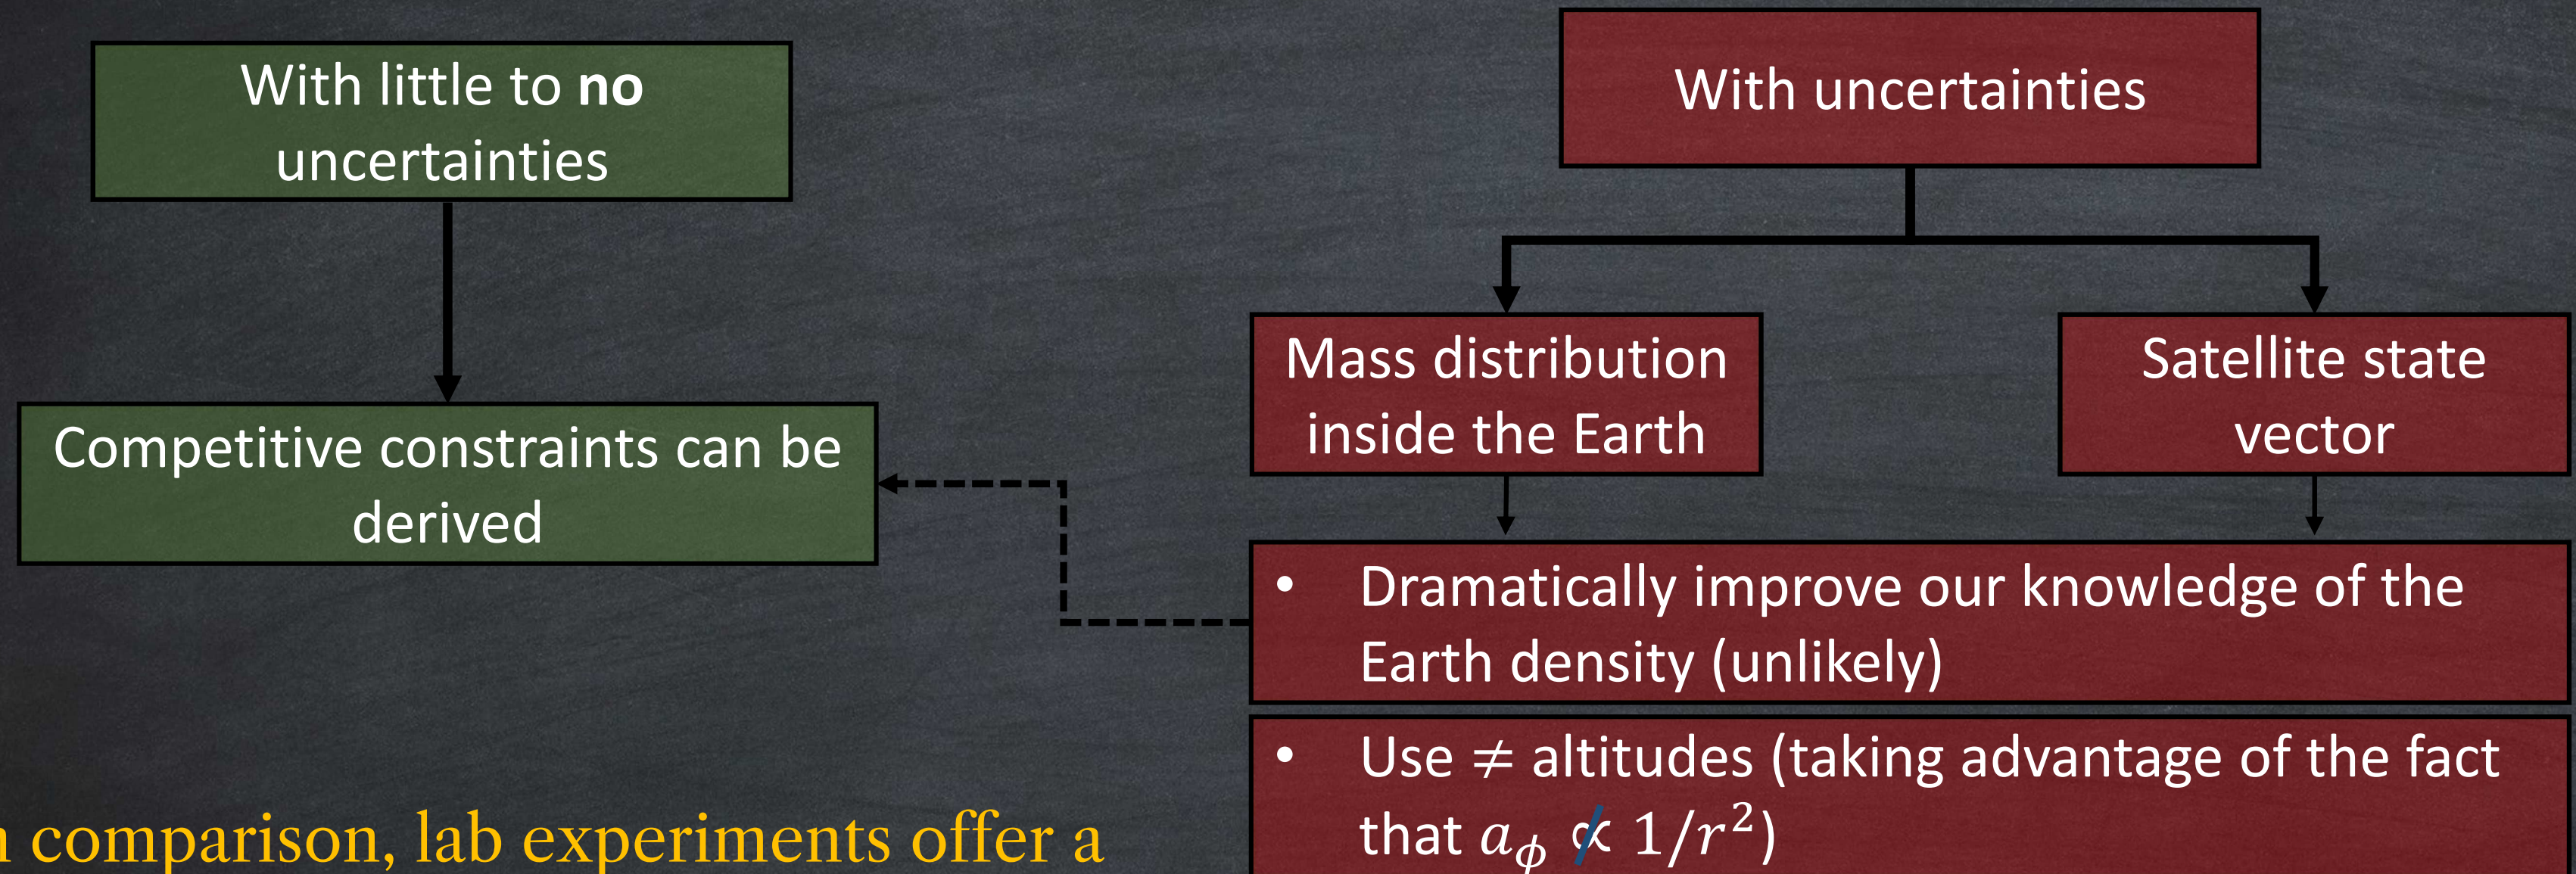 With little to no
uncertainties
Competitive constraints can be
derived
With uncertainties
Mass distribution
inside the Earth
Satellite state
vector
• Dramatically improve our knowledge of the
Earth density (unlikely)
• Use ≠ altitudes (taking advantage of the fact
that a_ϕ ∝̸ 1/r²)
comparison, lab experiments offer a